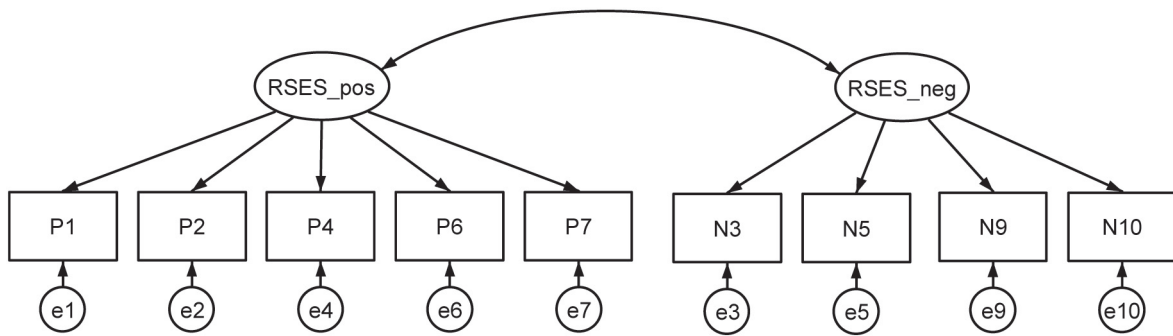 RSES_pos RSES_neg
P1 P2 P4 P6 P7 N3 N5 N9 N10
e1 e2 e4 e6 e7 e3 e5 e9 e10